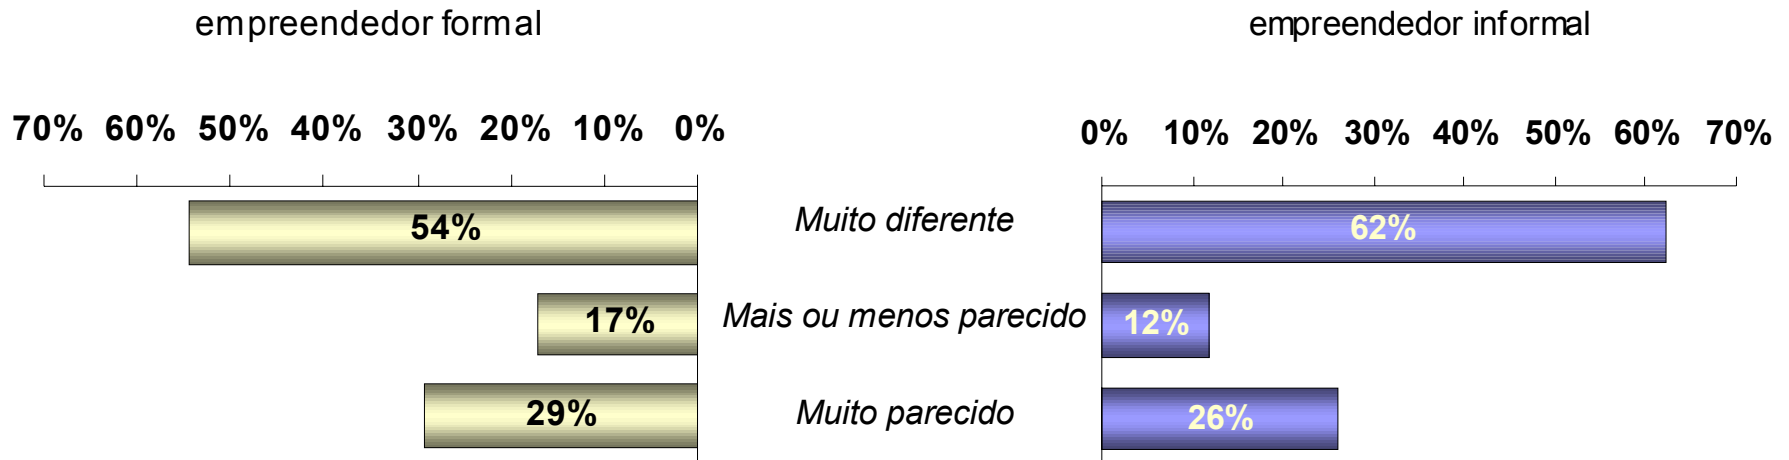 empreendedor formal
empreendedor informal
70% 60% 50% 40% 30% 20% 10% 0%
0% 10% 20% 30% 40% 50% 60% 70%
54% Muito diferente 62%
17% Mais ou menos parecido 12%
29% Muito parecido 26%